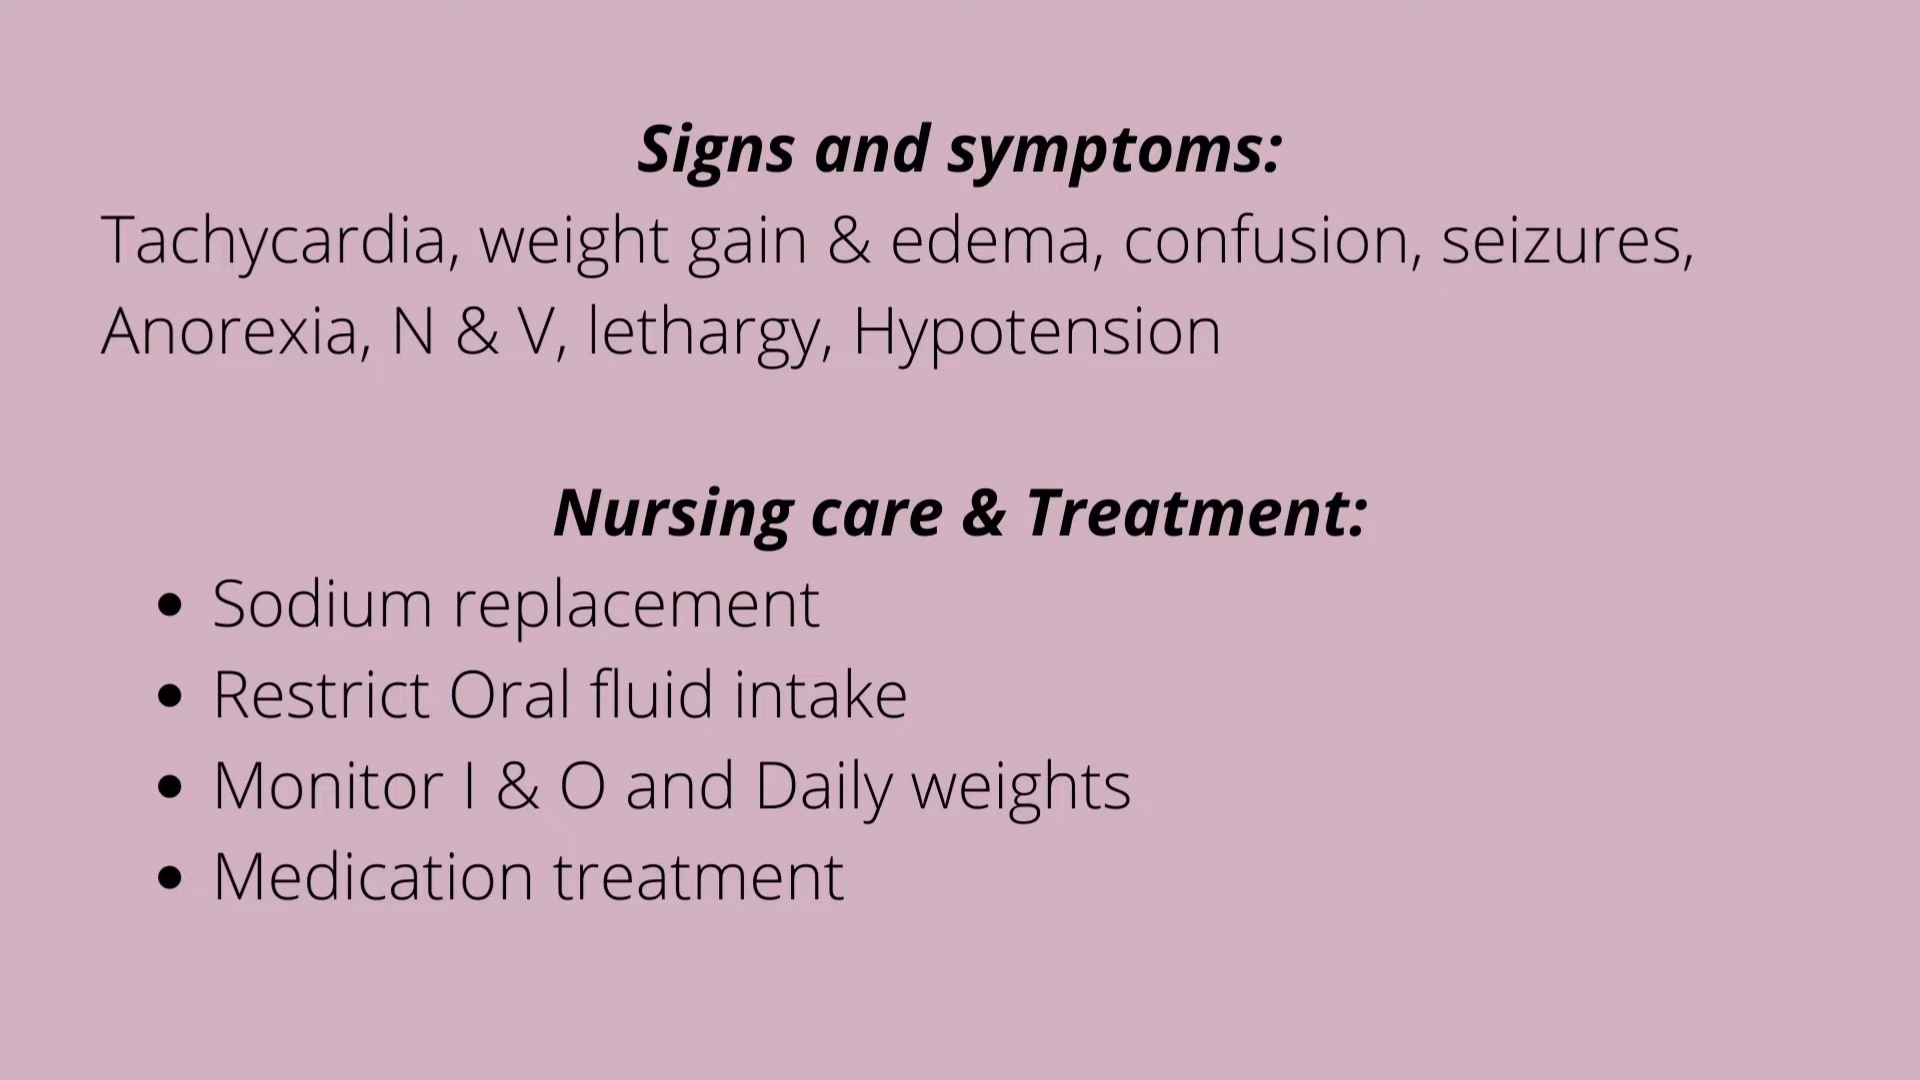 Signs and symptoms:
Tachycardia, weight gain & edema, confusion, seizures,
Anorexia, N & V, lethargy, Hypotension
Nursing care & Treatment:
• Sodium replacement
• Restrict Oral fluid intake
• Monitor I & O and Daily weights
• Medication treatment